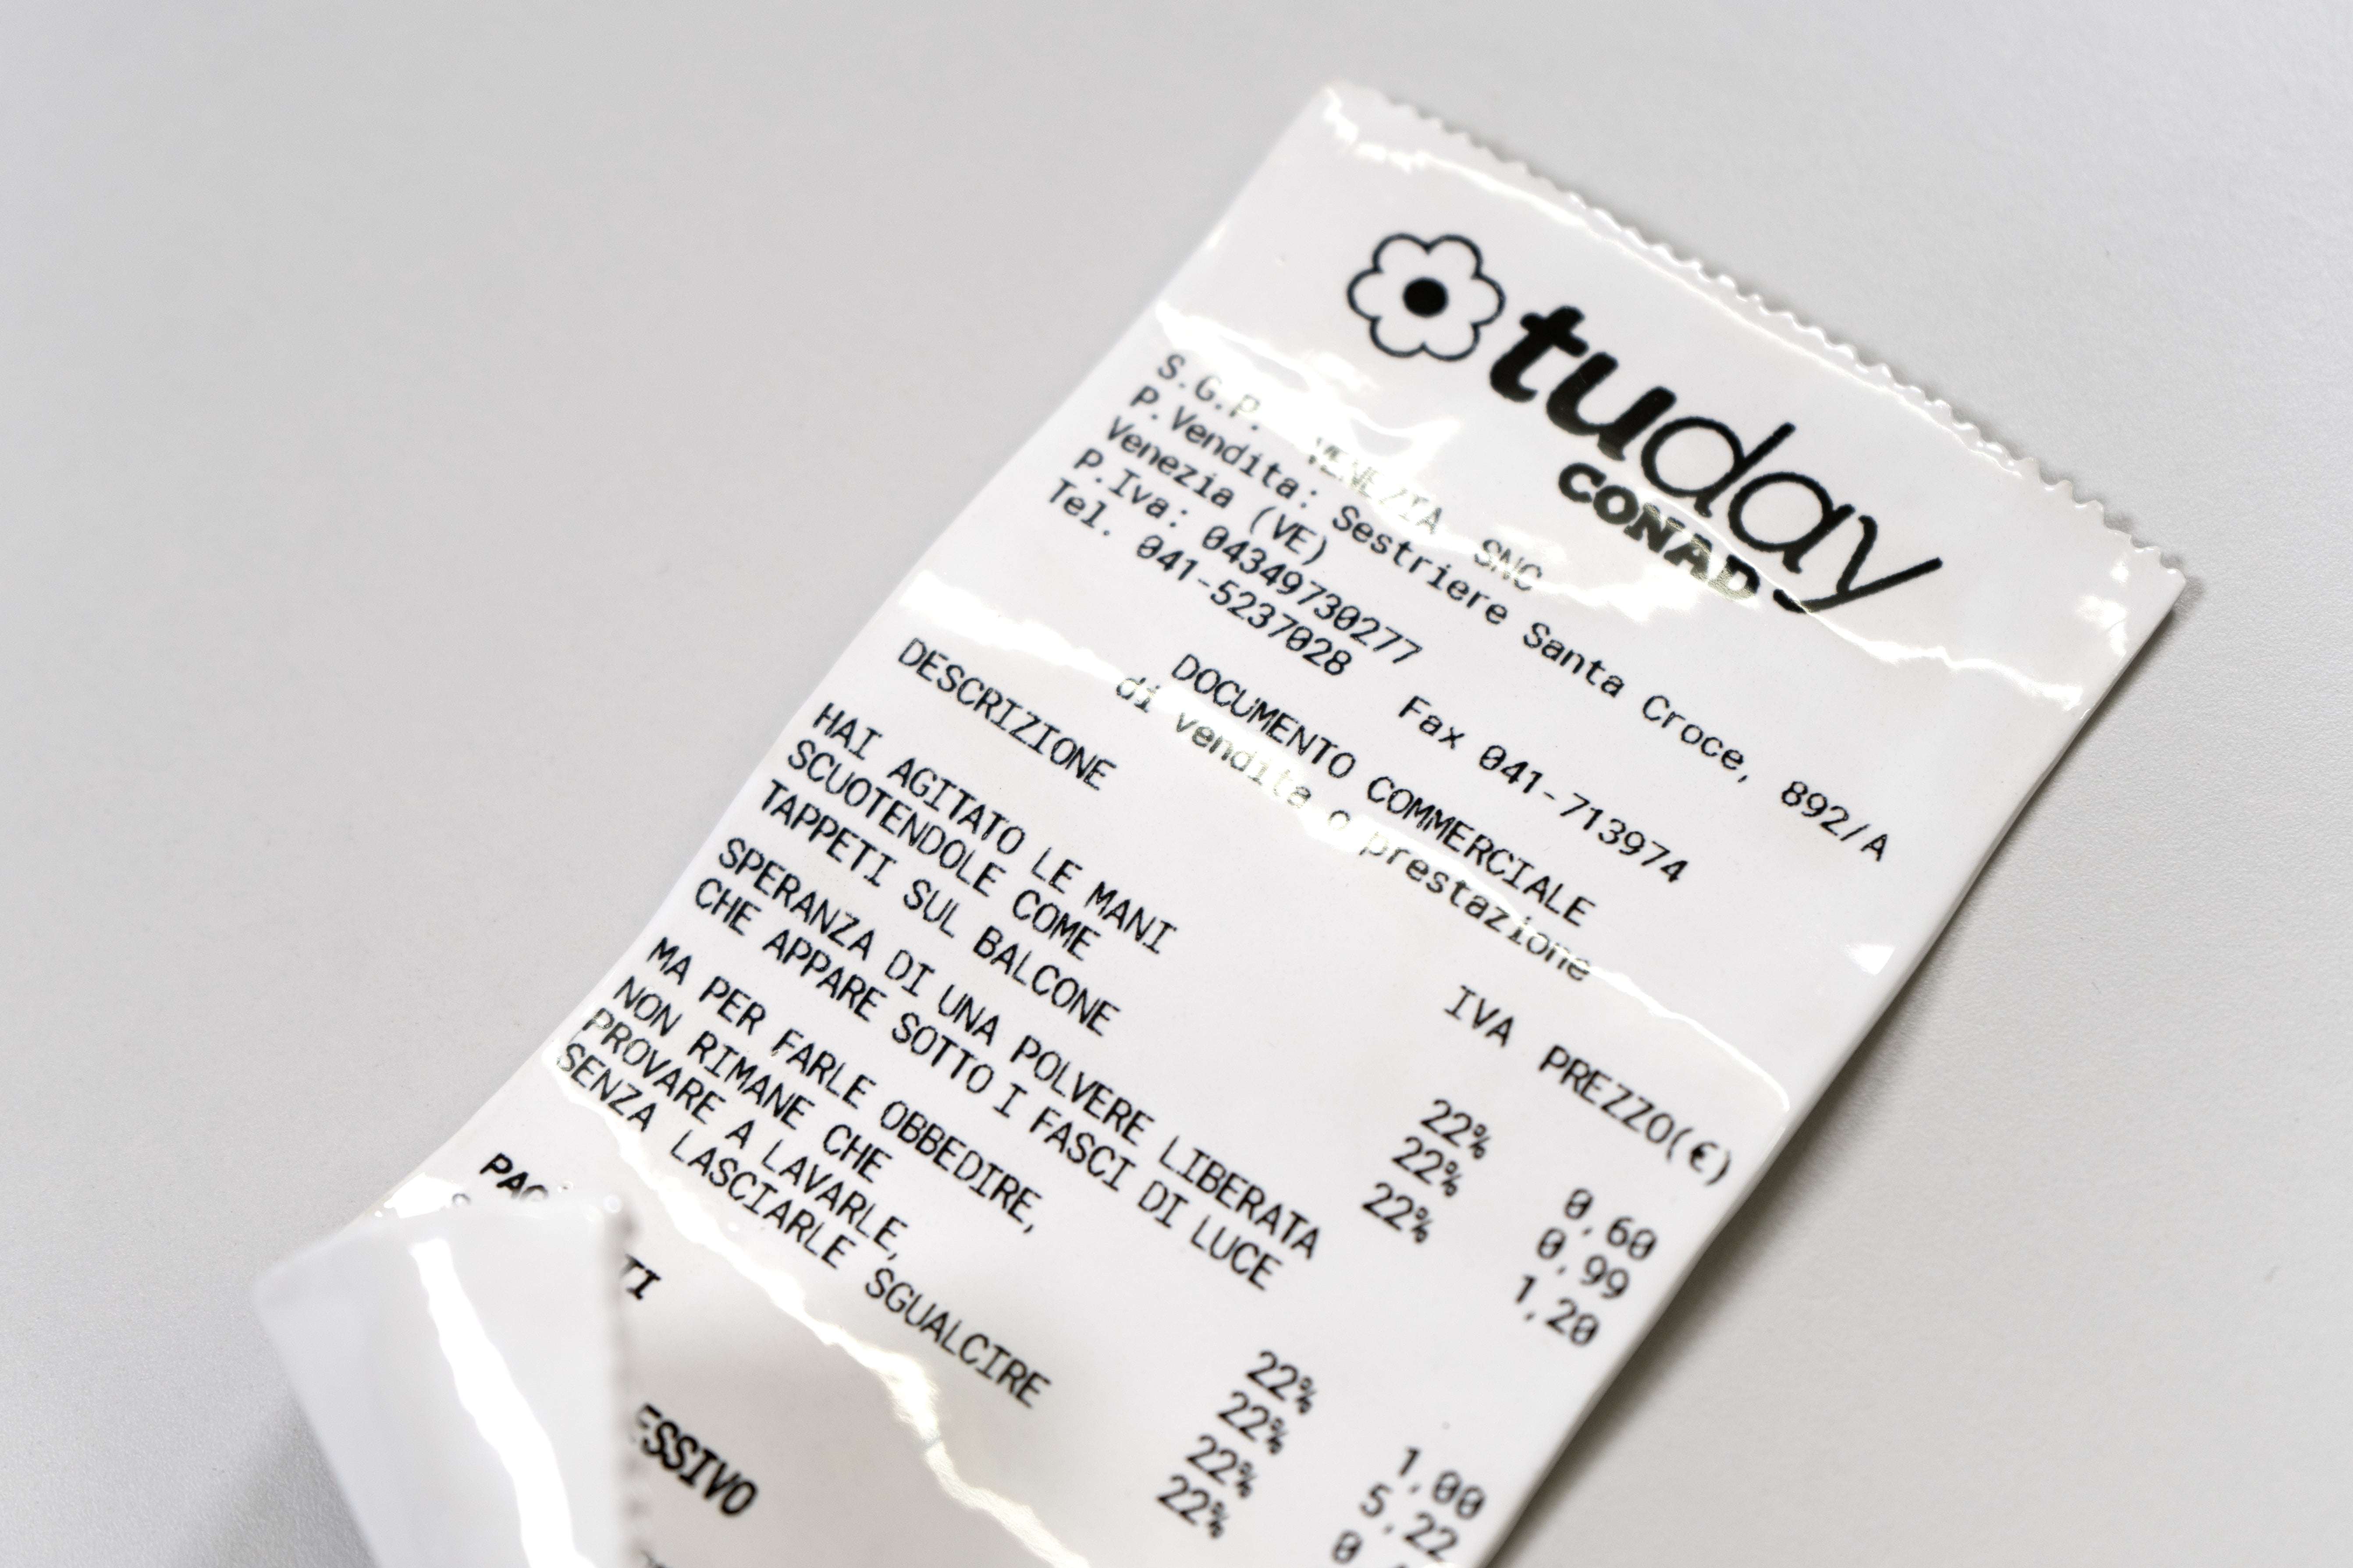 tuday
CONAD
S.G.P. VENEZIA SNC
P.Vendita: Sestriere Santa Croce, 892/A
Venezia (VE)
P.Iva: 04349730277
Tel. 041-5237028 Fax 041-713974
DOCUMENTO COMMERCIALE
di vendita o prestazione
DESCRIZIONE IVA PREZZO(€)
HAI AGITATO LE MANI 22% 0,60
SCUOTENDOLE COME 22% 0,99
TAPPETI SUL BALCONE 22% 1,20
SPERANZA DI UNA POLVERE LIBERATA
CHE APPARE SOTTO I FASCI DI LUCE
MA PER FARLE OBBEDIRE, 22% 1,00
NON RIMANE CHE 22% 5,22
PROVARE A LAVARLE, 22%
SENZA LASCIARLE SGUALCIRE 22%